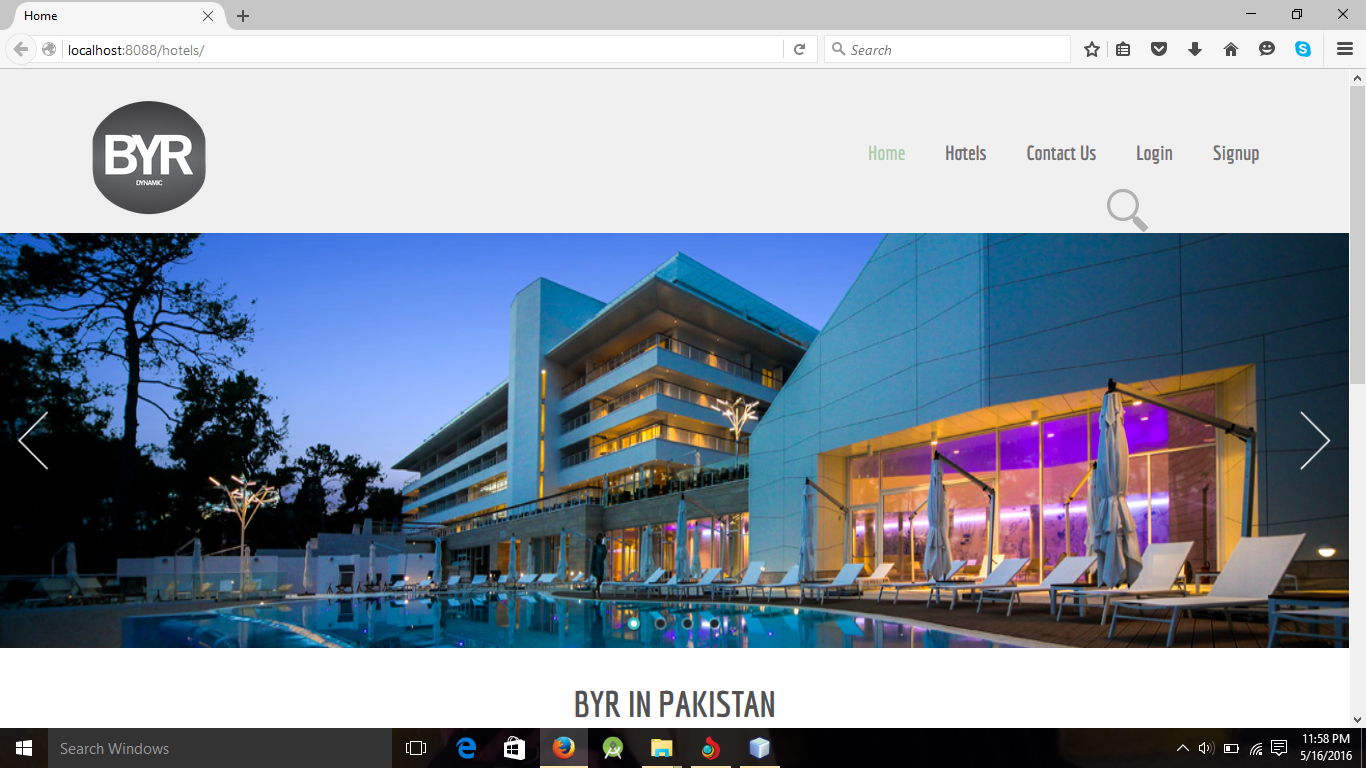 Home
localhost:8088/hotels/
Search
BYR
DYNAMIC
Home
Hotels
Contact Us
Login
Signup
BYR IN PAKISTAN
Search Windows
11:58 PM
5/16/2016